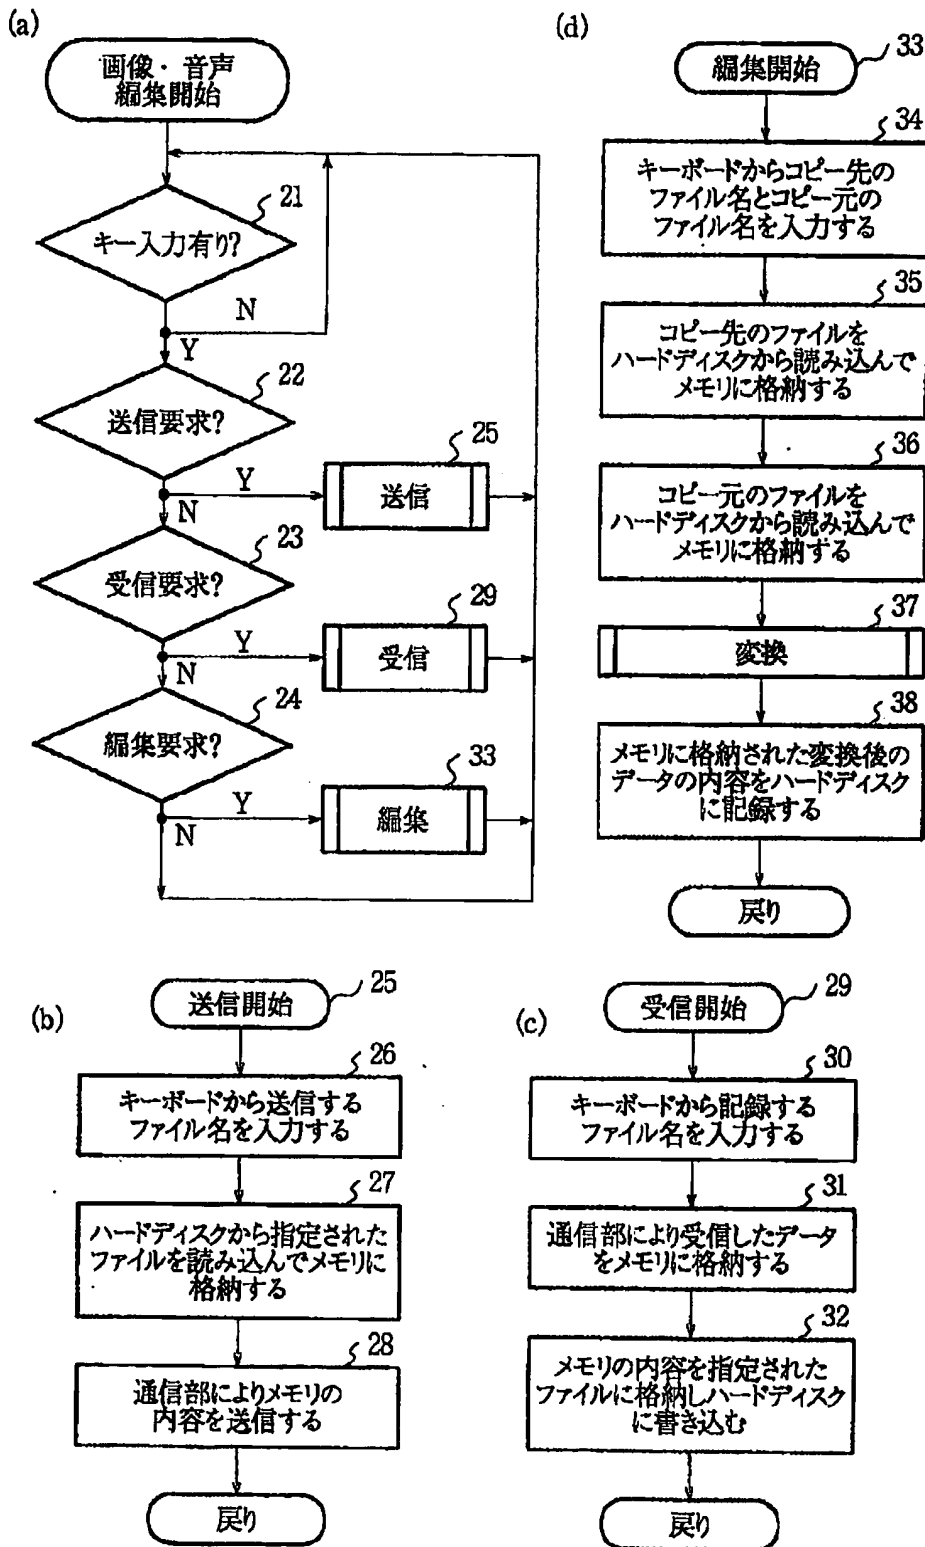 (a)
画像・音声
編集開始
21
キー入力有り?
N
Y
22
送信要求?
25
Y
送信
N
23
受信要求?
29
Y
受信
N
24
編集要求?
33
Y
編集
N
(d)
編集開始
33
34
キーボードからコピー先の
ファイル名とコピー元の
ファイル名を入力する
35
コピー先のファイルを
ハードディスクから読み込んで
メモリに格納する
36
コピー元のファイルを
ハードディスクから読み込んで
メモリに格納する
37
変換
38
メモリに格納された変換後の
データの内容をハードディスク
に記録する
戻り
(b)
送信開始
25
26
キーボードから送信する
ファイル名を入力する
27
ハードディスクから指定された
ファイルを読み込んでメモリに
格納する
28
通信部によりメモリの
内容を送信する
戻り
(c)
受信開始
29
30
キーボードから記録する
ファイル名を入力する
31
通信部により受信したデータ
をメモリに格納する
32
メモリの内容を指定された
ファイルに格納しハードディスク
に書き込む
戻り